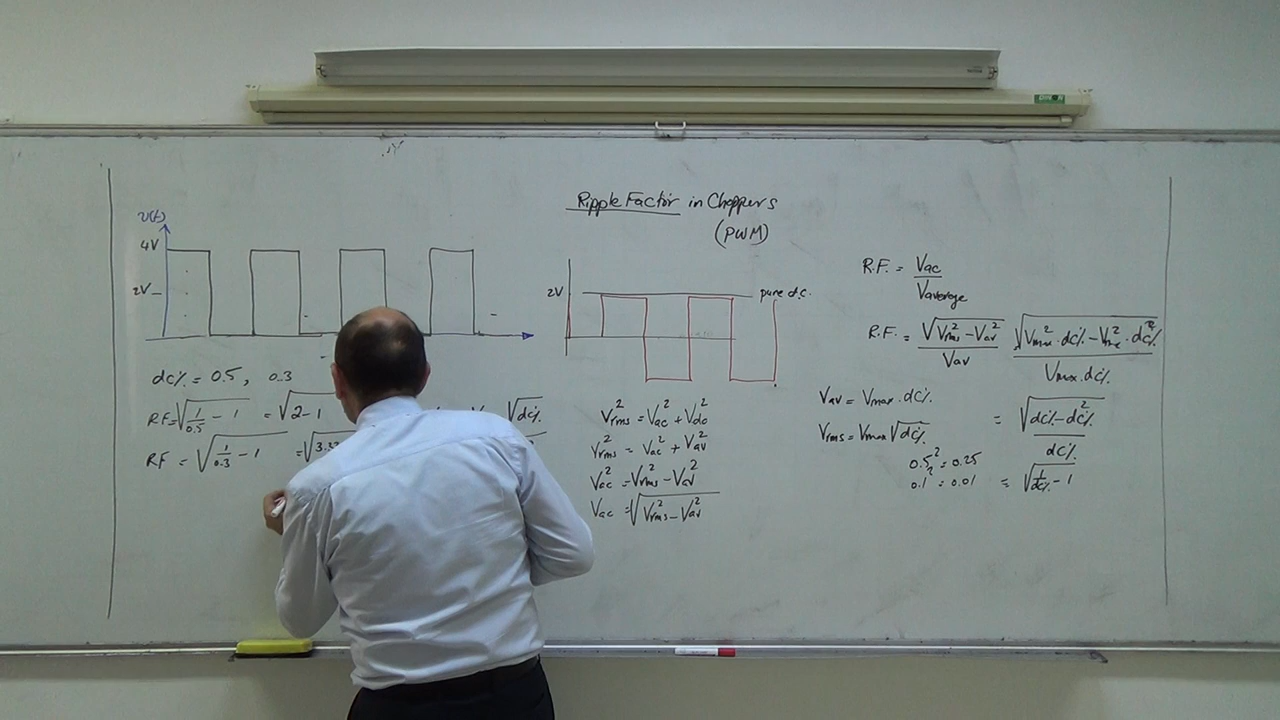 Ripple Factor in Choppers
(PWM)
v(t)
4V
2V
dc% = 0.5, 0.3
RF = √(1/0.5 - 1) = √(2-1)
RF = √(1/0.3 - 1) = √(3.33
√dc%
2V
pure d.c.
Vrms² = Vac² + Vdc²
Vrms² = Vac² + Vav²
Vac² = Vrms² - Vav²
Vac = √(Vrms² - Vav²)
R.F. = Vac / Vaverage
R.F. = √(Vrms² - Vav²) / Vav √(Vmax² · dc% - Vmax² · dc%²) / Vmax · dc%
Vav = Vmax · dc%
Vrms = Vmax √dc%
= √(dc% - dc%²) / dc%
0.5² = 0.25
0.1² = 0.01
= √(1/dc% - 1)